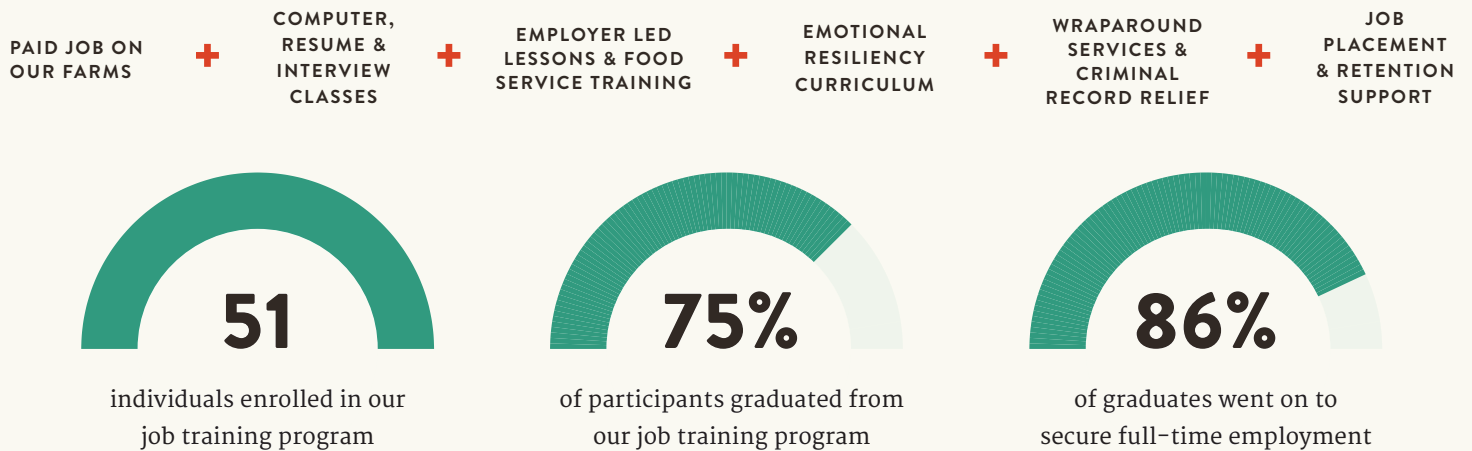 PAID JOB ON
OUR FARMS
+
COMPUTER,
RESUME &
INTERVIEW
CLASSES
+
EMPLOYER LED
LESSONS & FOOD
SERVICE TRAINING
+
EMOTIONAL
RESILIENCY
CURRICULUM
+
WRAPAROUND
SERVICES &
CRIMINAL
RECORD RELIEF
+
JOB
PLACEMENT
& RETENTION
SUPPORT
51
individuals enrolled in our
job training program
75%
of participants graduated from
our job training program
86%
of graduates went on to
secure full-time employment